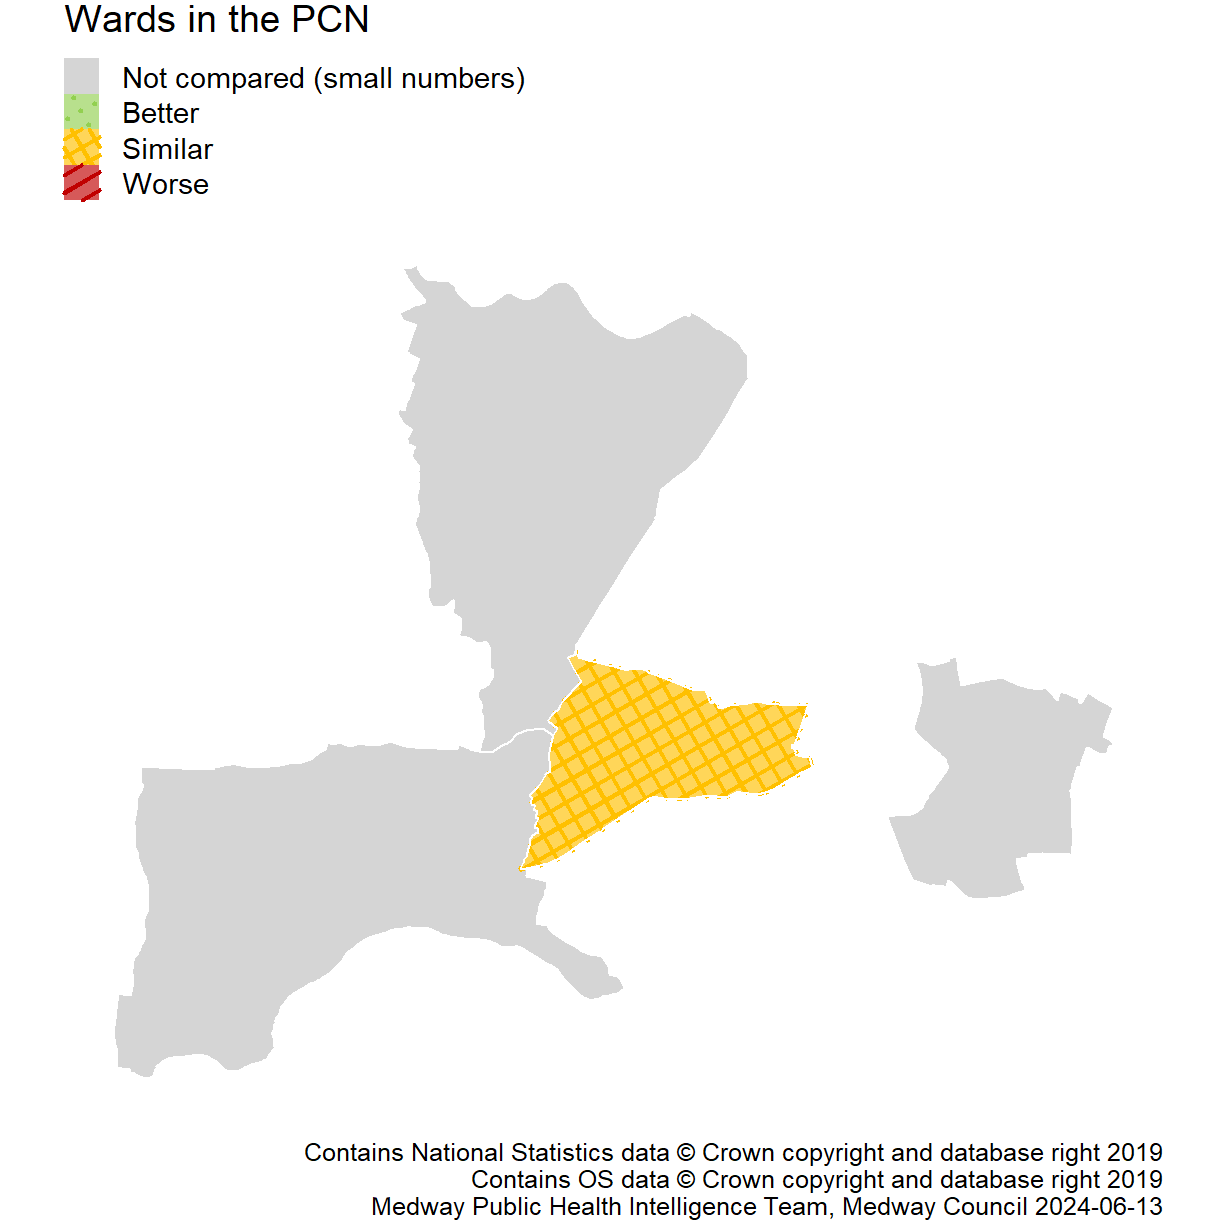 Wards in the PCN
Not compared (small numbers)
Better
Similar
Worse
Contains National Statistics data © Crown copyright and database right 2019
Contains OS data © Crown copyright and database right 2019
Medway Public Health Intelligence Team, Medway Council 2024-06-13